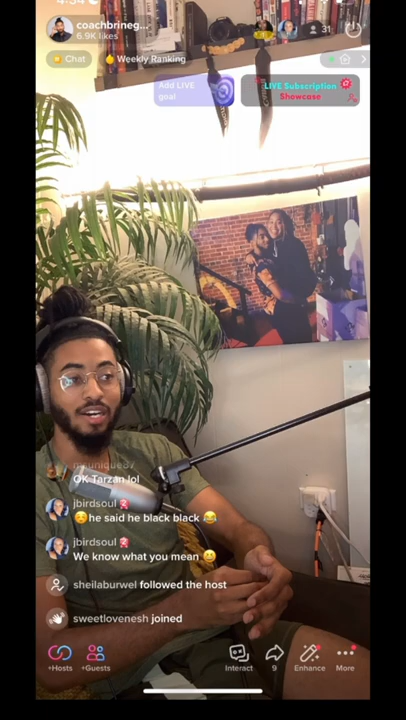 coachbrineg...
6.9K likes
31
Chat
Weekly Ranking
Add LIVE
goal
LIVE Subscription
Showcase
OK Tarzan lol
jbirdsoul
he said he black black 😂
jbirdsoul
We know what you mean 😀
sheilaburwel followed the host
sweetlovenesh joined
+Hosts
+Guests
Interact
9
Enhance
More